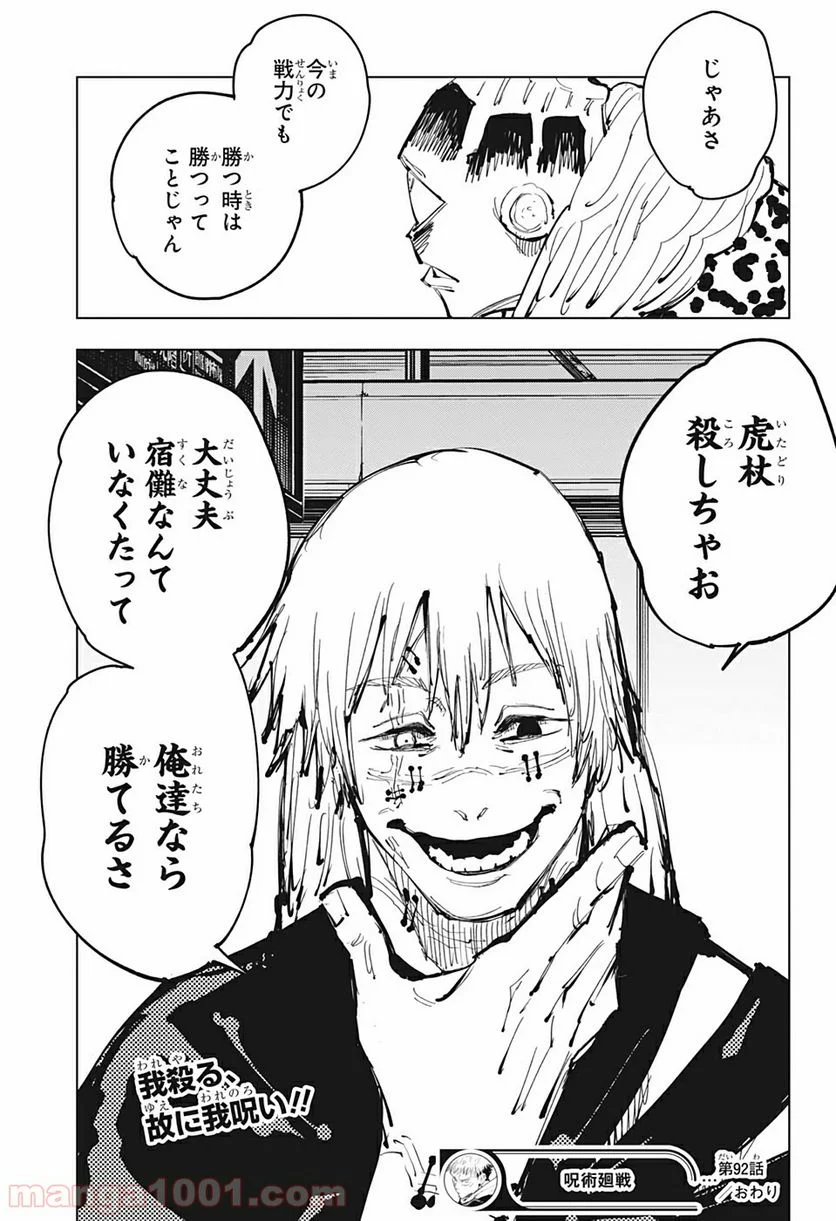 じゃあさ
今の
戦力でも
勝つ時は
勝つって
ことじゃん
虎杖
殺しちゃお
大丈夫
宿儺なんて
いなくたって
俺達なら
勝てるさ
我殺る、
故に我呪い!!
呪術廻戦
第92話
…／おわり
manga1001.com